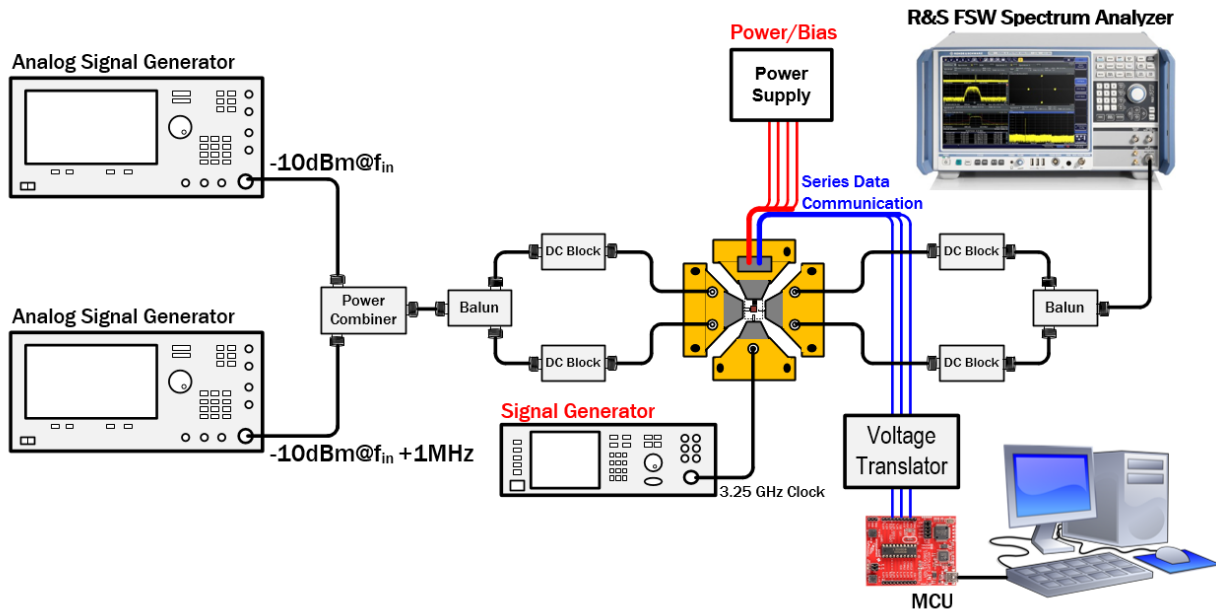 R&S FSW Spectrum Analyzer
Power/Bias
Analog Signal Generator
Power
Supply
-10dBm@fin
Series Data
Communication
DC Block
DC Block
Analog Signal Generator
Power
Combiner
Balun
Balun
DC Block
DC Block
Signal Generator
-10dBm@fin +1MHz
3.25 GHz Clock
Voltage
Translator
MCU